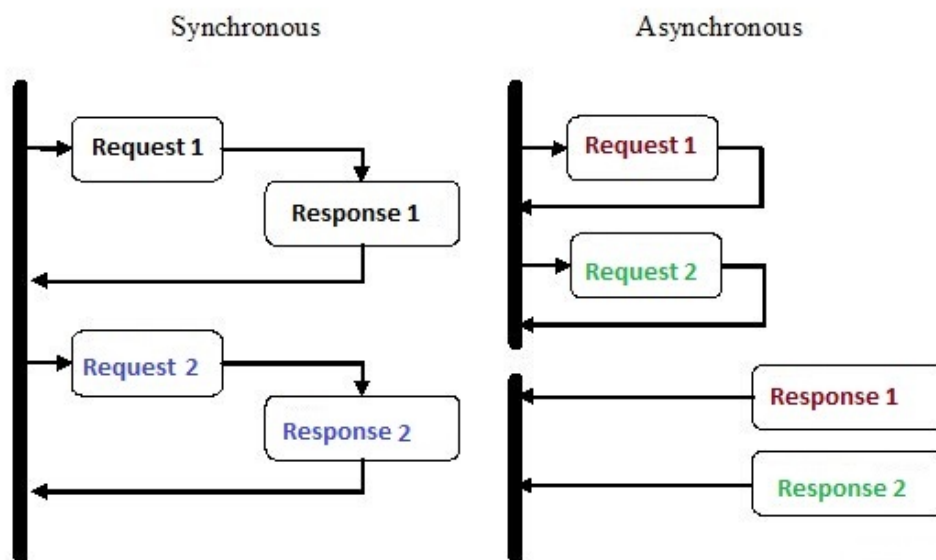 Synchronous
Asynchronous
Request 1
Response 1
Request 2
Response 2
Request 1
Request 2
Response 1
Response 2